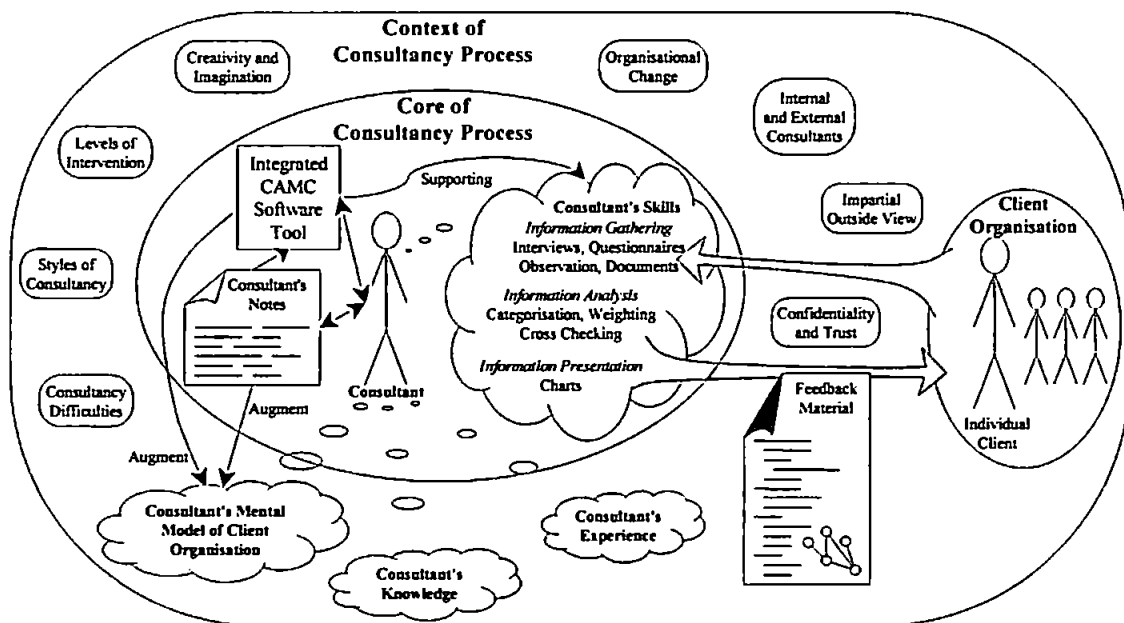 Context of
Consultancy Process
Creativity and
Imagination
Organisational
Change
Internal
and External
Consultants
Core of
Consultancy Process
Levels of
Intervention
Integrated
CAMC
Software
Tool
Supporting
Consultant's Skills
Information Gathering
Interviews, Questionnaires
Observation, Documents
Information Analysis
Categorisation, Weighting
Cross Checking
Information Presentation
Charts
Impartial
Outside View
Client
Organisation
Styles of
Consultancy
Consultant's
Notes
Confidentiality
and Trust
Consultancy
Difficulties
Consultant
Augment
Feedback
Material
Individual
Client
Augment
Consultant's Mental
Model of Client
Organisation
Consultant's
Experience
Consultant's
Knowledge